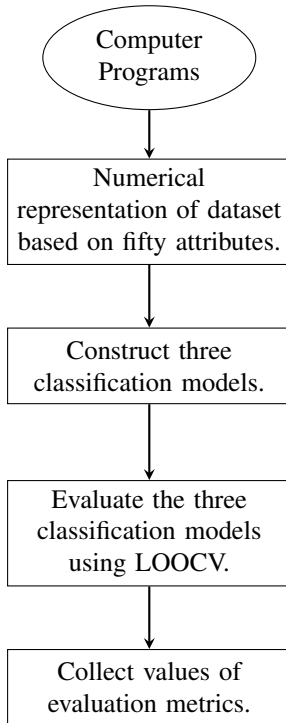 Computer
Programs
Numerical
representation of dataset
based on fifty attributes.
Construct three
classification models.
Evaluate the three
classification models
using LOOCV.
Collect values of
evaluation metrics.